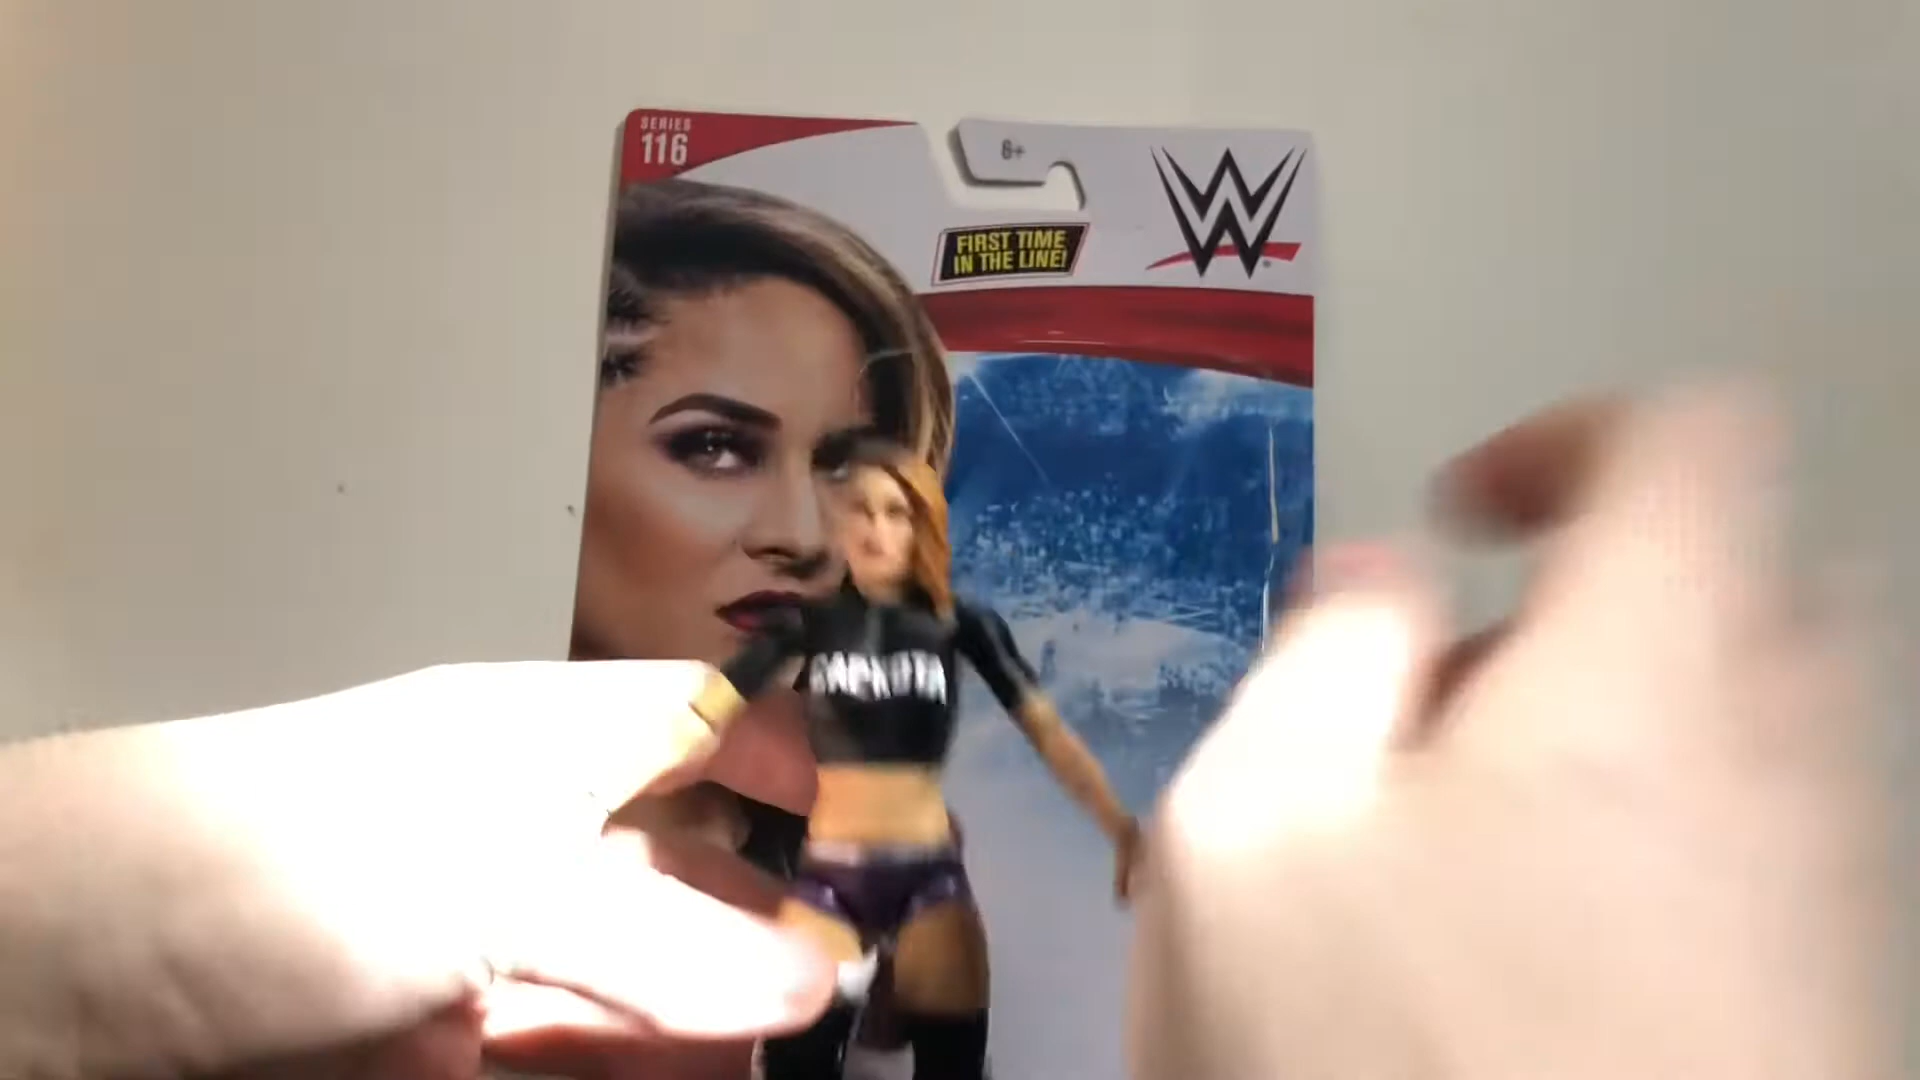 SERIES
116
6+
FIRST TIME
IN THE LINE!